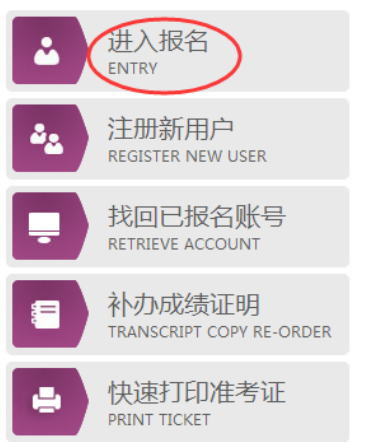 进入报名
ENTRY
注册新用户
REGISTER NEW USER
找回已报名账号
RETRIEVE ACCOUNT
补办成绩证明
TRANSCRIPT COPY RE-ORDER
快速打印准考证
PRINT TICKET